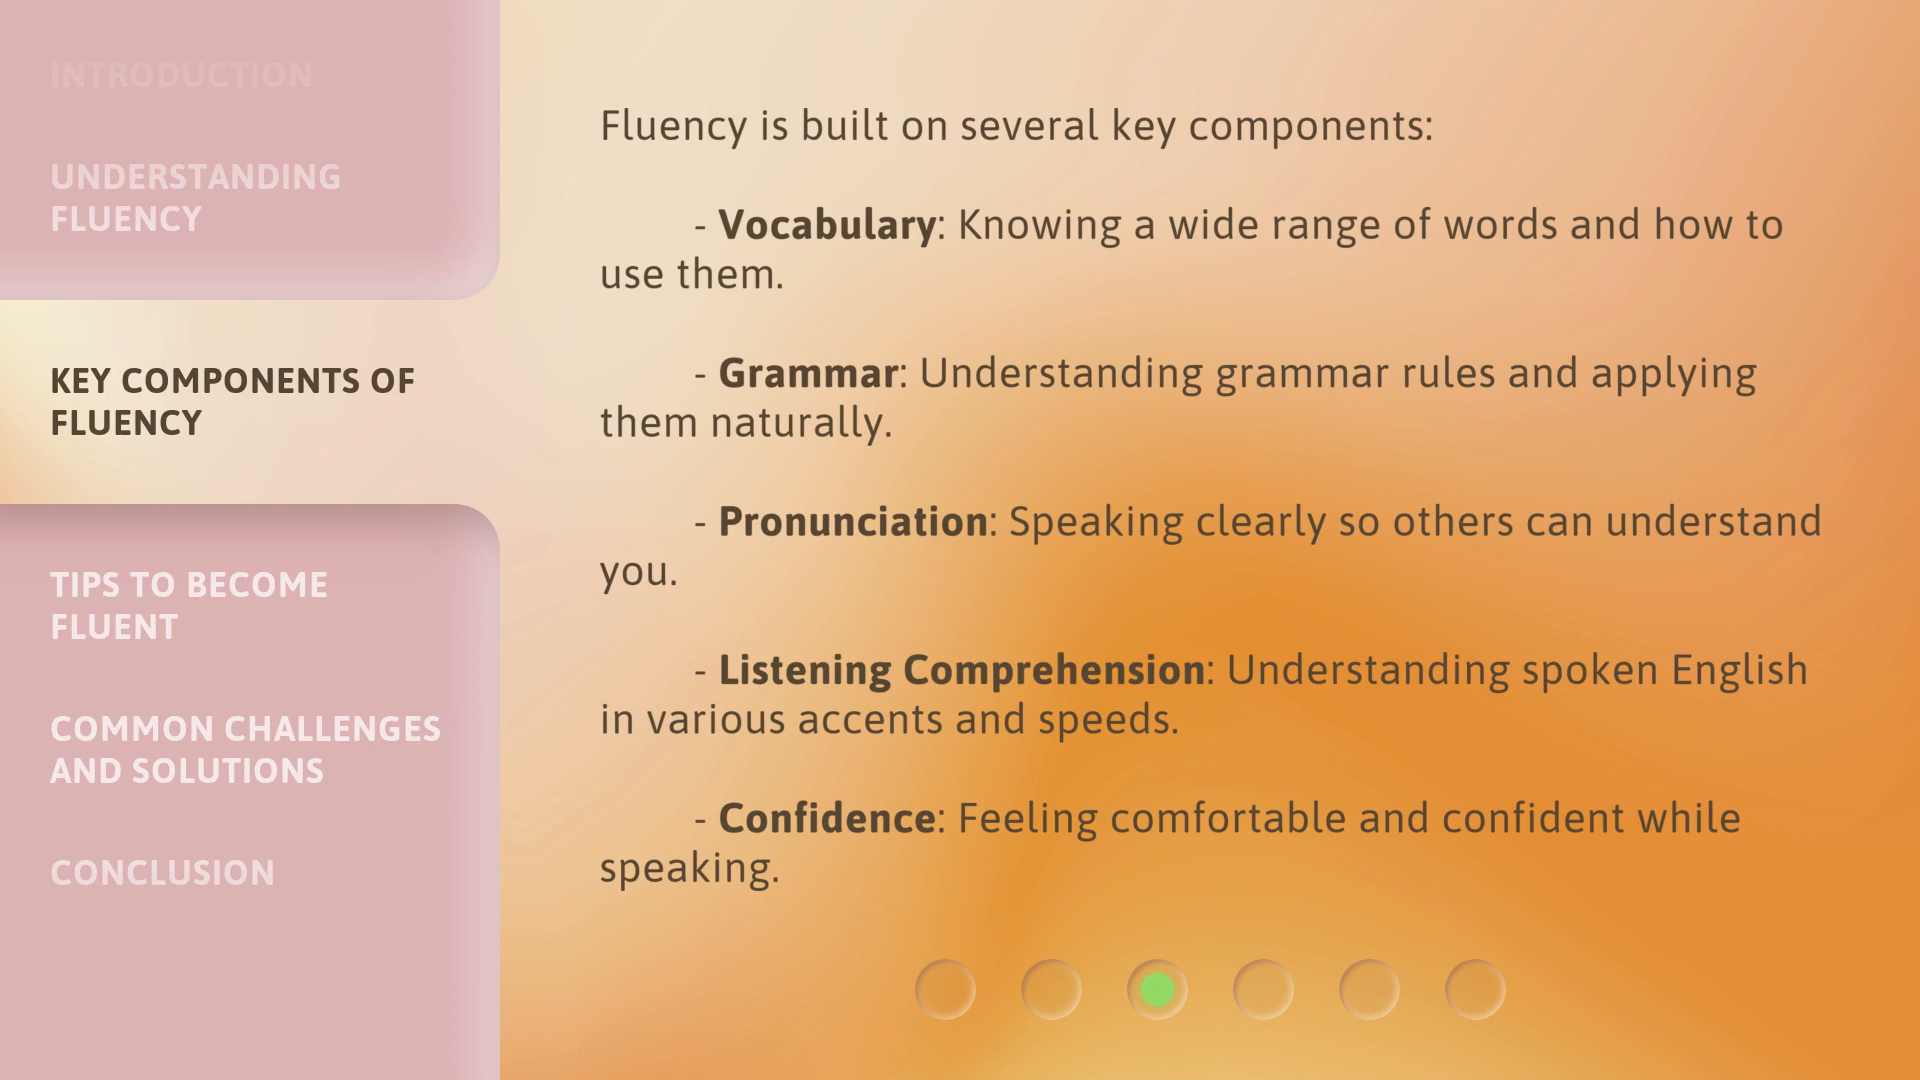 INTRODUCTION
UNDERSTANDING
FLUENCY
KEY COMPONENTS OF
FLUENCY
TIPS TO BECOME
FLUENT
COMMON CHALLENGES
AND SOLUTIONS
CONCLUSION
Fluency is built on several key components:
- Vocabulary: Knowing a wide range of words and how to
use them.
- Grammar: Understanding grammar rules and applying
them naturally.
- Pronunciation: Speaking clearly so others can understand
you.
- Listening Comprehension: Understanding spoken English
in various accents and speeds.
- Confidence: Feeling comfortable and confident while
speaking.